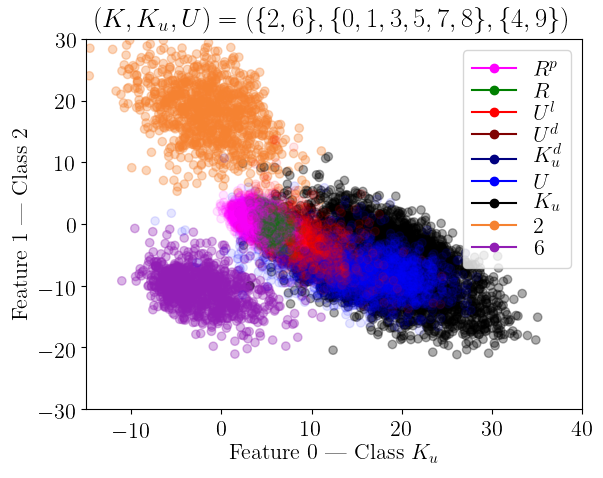 (K, K_u, U) = ({2, 6}, {0, 1, 3, 5, 7, 8}, {4, 9})
30
20
10
0
−10
−20
−30
Feature 1 — Class 2
R^p
R
U^l
U^d
K_u^d
U
K_u
2
6
−10
0
10
20
30
40
Feature 0 — Class K_u